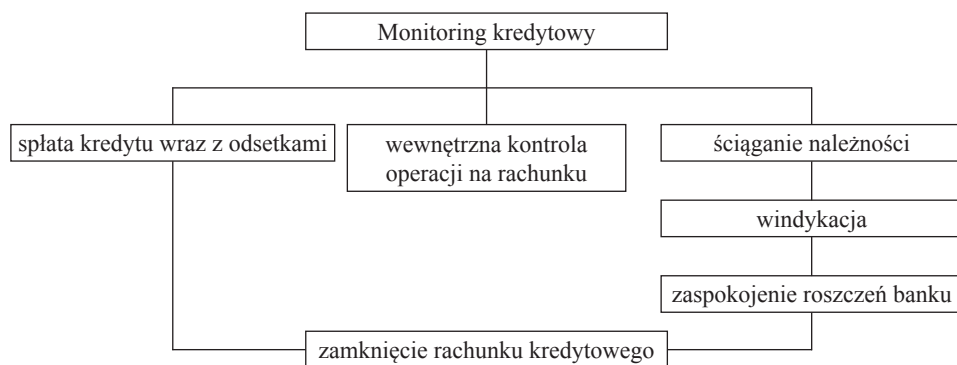 Monitoring kredytowy
spłata kredytu wraz z odsetkami
wewnętrzna kontrola
operacji na rachunku
ściąganie należności
windykacja
zaspokojenie roszczeń banku
zamknięcie rachunku kredytowego